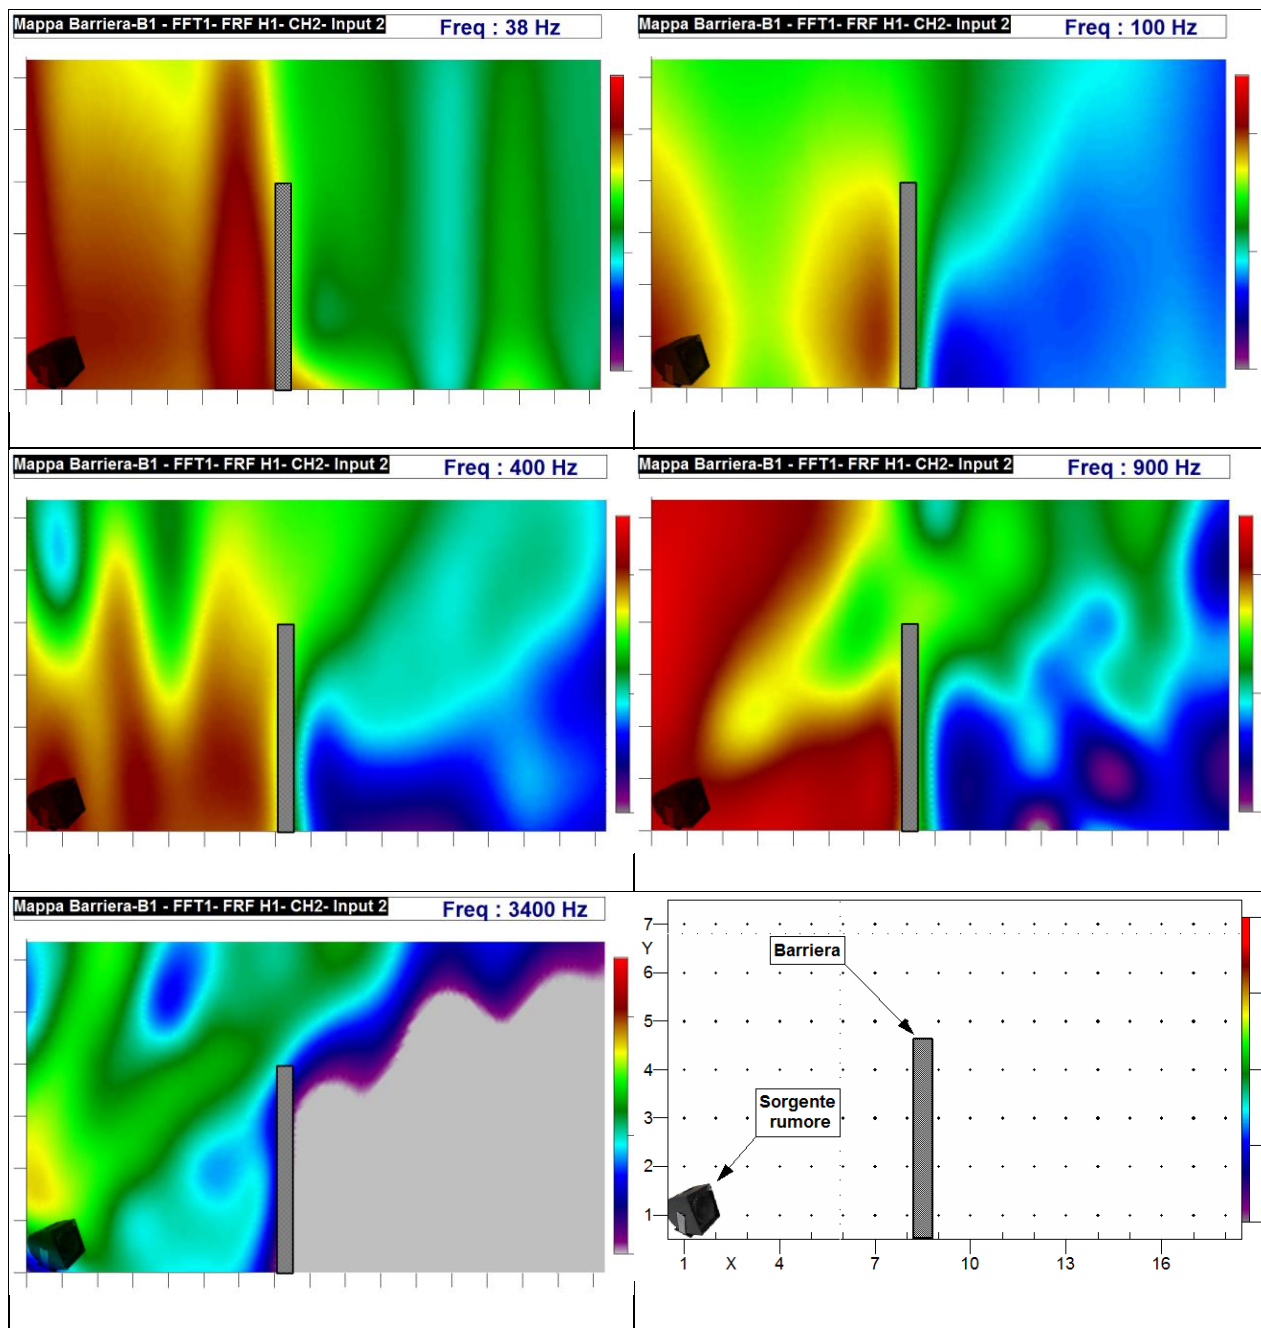 Mappa Barriera-B1 - FFT1- FRF H1- CH2- Input 2
Freq : 38 Hz
Mappa Barriera-B1 - FFT1- FRF H1- CH2- Input 2
Freq : 100 Hz
Mappa Barriera-B1 - FFT1- FRF H1- CH2- Input 2
Freq : 400 Hz
Mappa Barriera-B1 - FFT1- FRF H1- CH2- Input 2
Freq : 900 Hz
Mappa Barriera-B1 - FFT1- FRF H1- CH2- Input 2
Freq : 3400 Hz
7
Y
6
5
4
3
2
1
Barriera
Sorgente
rumore
1 X 4 7 10 13 16